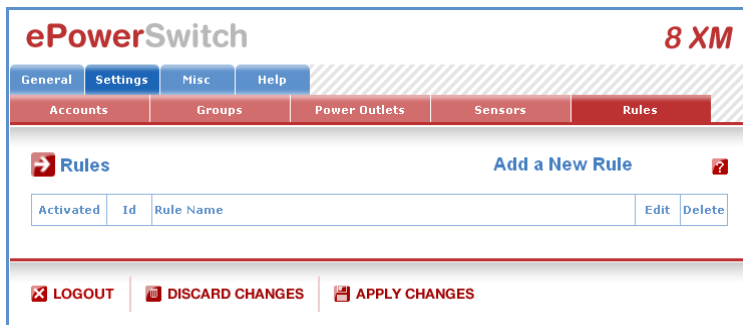 ePowerSwitch 8 XM
General Settings Misc Help
Accounts Groups Power Outlets Sensors Rules
Rules Add a New Rule ?
Activated Id Rule Name Edit Delete
LOGOUT DISCARD CHANGES APPLY CHANGES